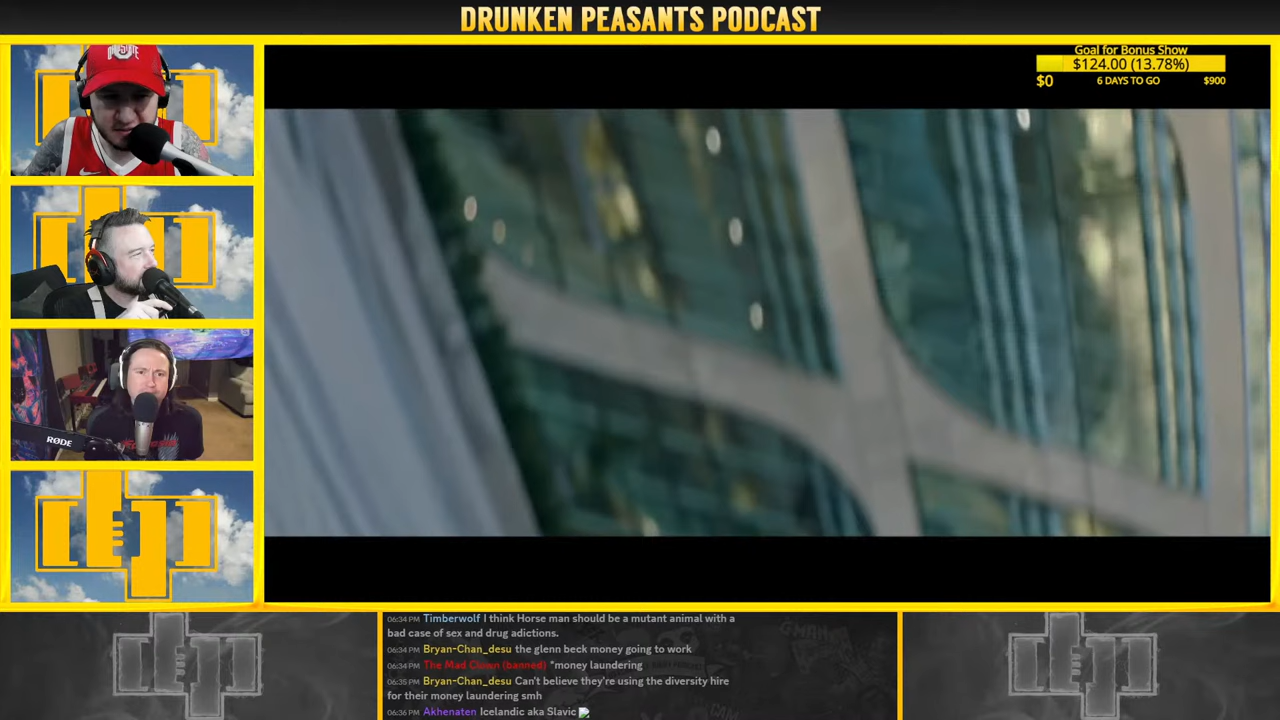 DRUNKEN PEASANTS PODCAST
Goal for Bonus Show
$124.00 (13.78%)
$0 6 DAYS TO GO $900
RØDE
06:34 PM Timberwolf I think Horse man should be a mutant animal with a
bad case of sex and drug adictions.
06:34 PM Bryan-Chan_desu the glenn beck money going to work
06:34 PM The Mad Clown (banned) *money laundering
06:35 PM Bryan-Chan_desu Can't believe they're using the diversity hire
for their money laundering smh
06:36 PM Akhenaten Icelandic aka Slavic